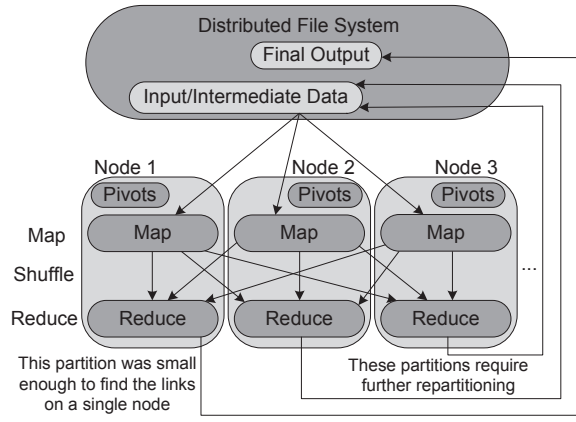 Distributed File System
Final Output
Input/Intermediate Data
Node 1
Node 2
Node 3
Pivots
Pivots
Pivots
Map
Map
Map
Map
Shuffle
...
Reduce
Reduce
Reduce
Reduce
This partition was small
enough to find the links
on a single node
These partitions require
further repartitioning